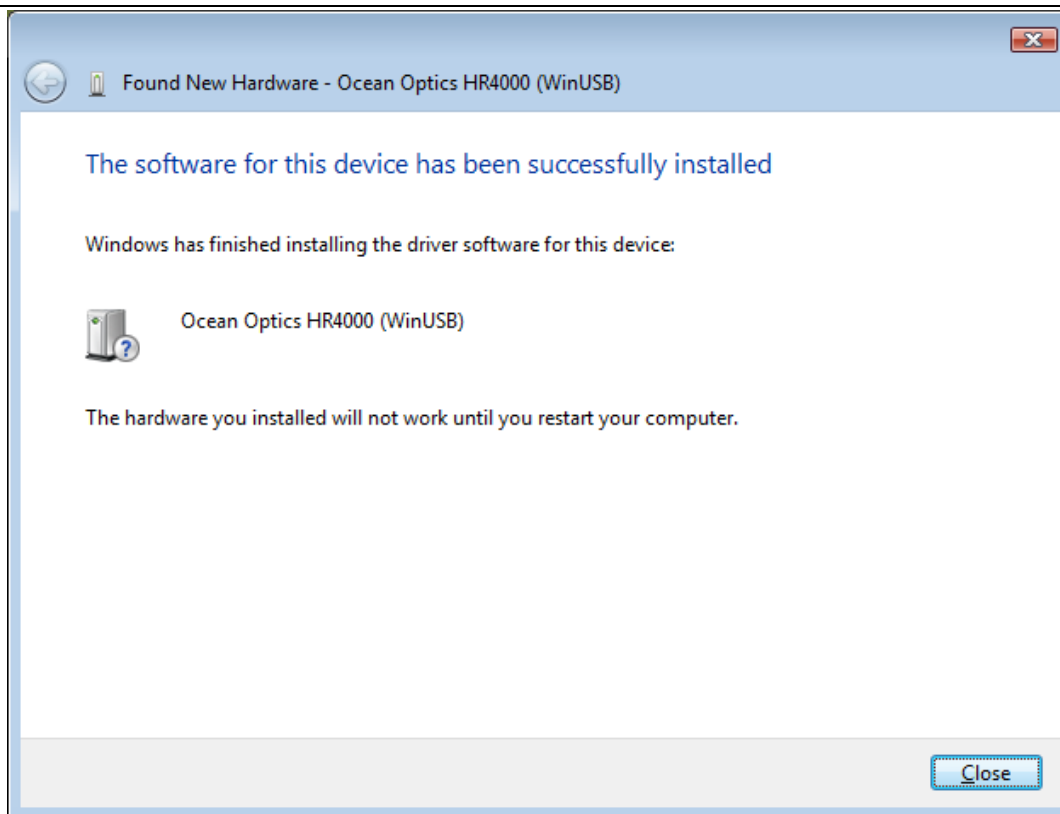 Found New Hardware - Ocean Optics HR4000 (WinUSB)
The software for this device has been successfully installed
Windows has finished installing the driver software for this device:
Ocean Optics HR4000 (WinUSB)
The hardware you installed will not work until you restart your computer.
Close